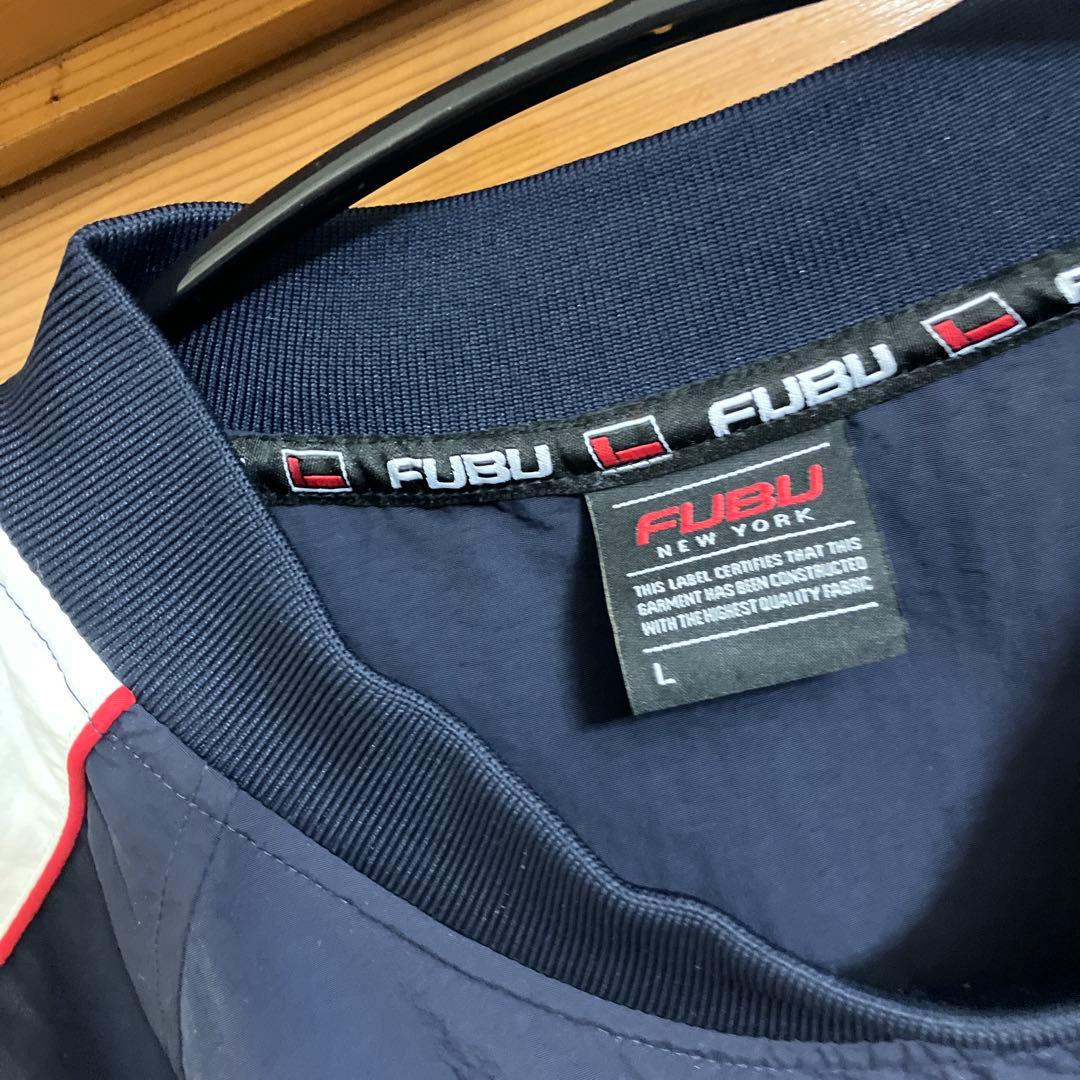 FUBU
FUBU
FUBU
NEW YORK
THIS LABEL CERTIFIES THAT THIS
GARMENT HAS BEEN CONSTRUCTED
WITH THE HIGHEST QUALITY FABRIC
L